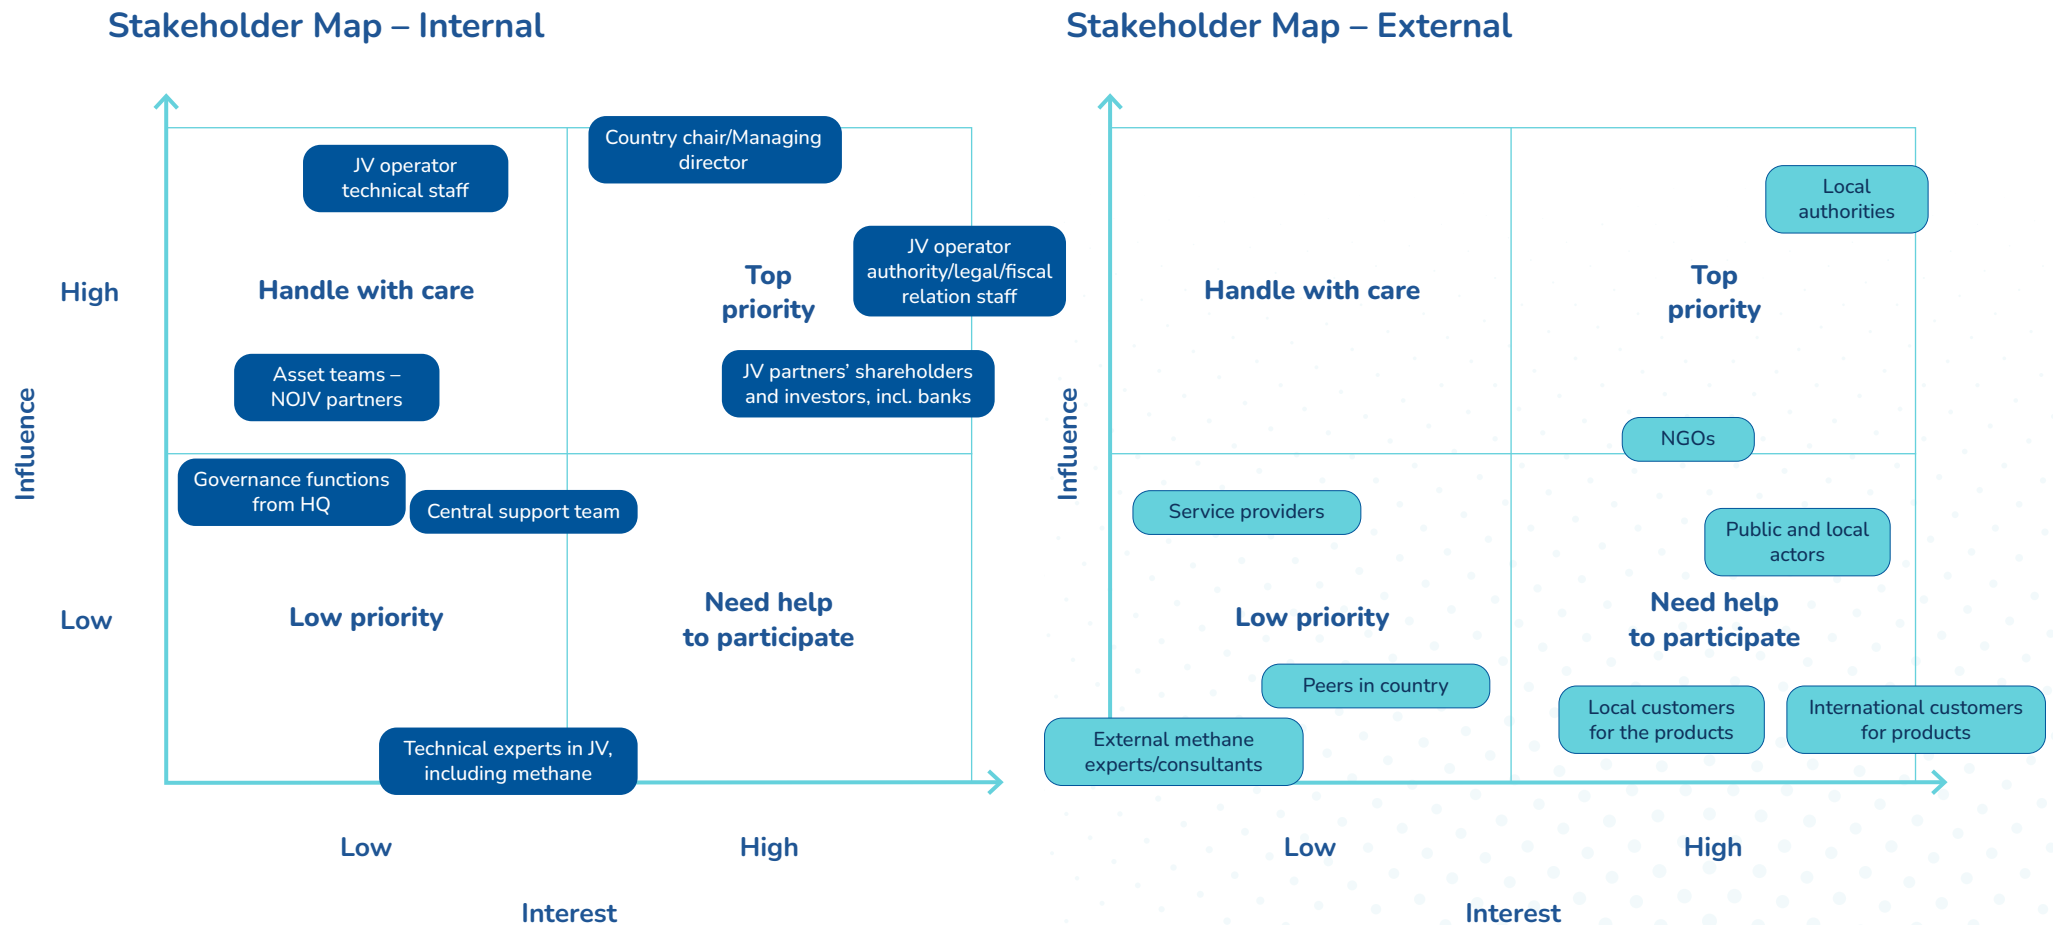 Stakeholder Map – Internal
Country chair/Managing
director
JV operator
technical staff
JV operator
authority/legal/fiscal
relation staff
High
Handle with care
Top
priority
JV partners’ shareholders
and investors, incl. banks
Asset teams –
NOJV partners
Influence
Governance functions
from HQ
Central support team
Low
Low priority
Need help
to participate
Technical experts in JV,
including methane
Low
High
Interest
Stakeholder Map – External
Local
authorities
Handle with care
Top
priority
Influence
NGOs
Service providers
Public and local
actors
Low priority
Need help
to participate
Peers in country
Local customers
for the products
International customers
for products
External methane
experts/consultants
Low
High
Interest